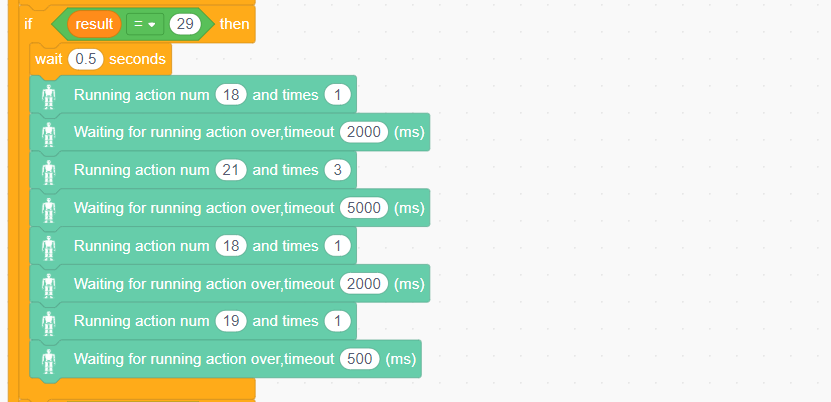 if result = 29 then
wait 0.5 seconds
Running action num 18 and times 1
Waiting for running action over,timeout 2000 (ms)
Running action num 21 and times 3
Waiting for running action over,timeout 5000 (ms)
Running action num 18 and times 1
Waiting for running action over,timeout 2000 (ms)
Running action num 19 and times 1
Waiting for running action over,timeout 500 (ms)